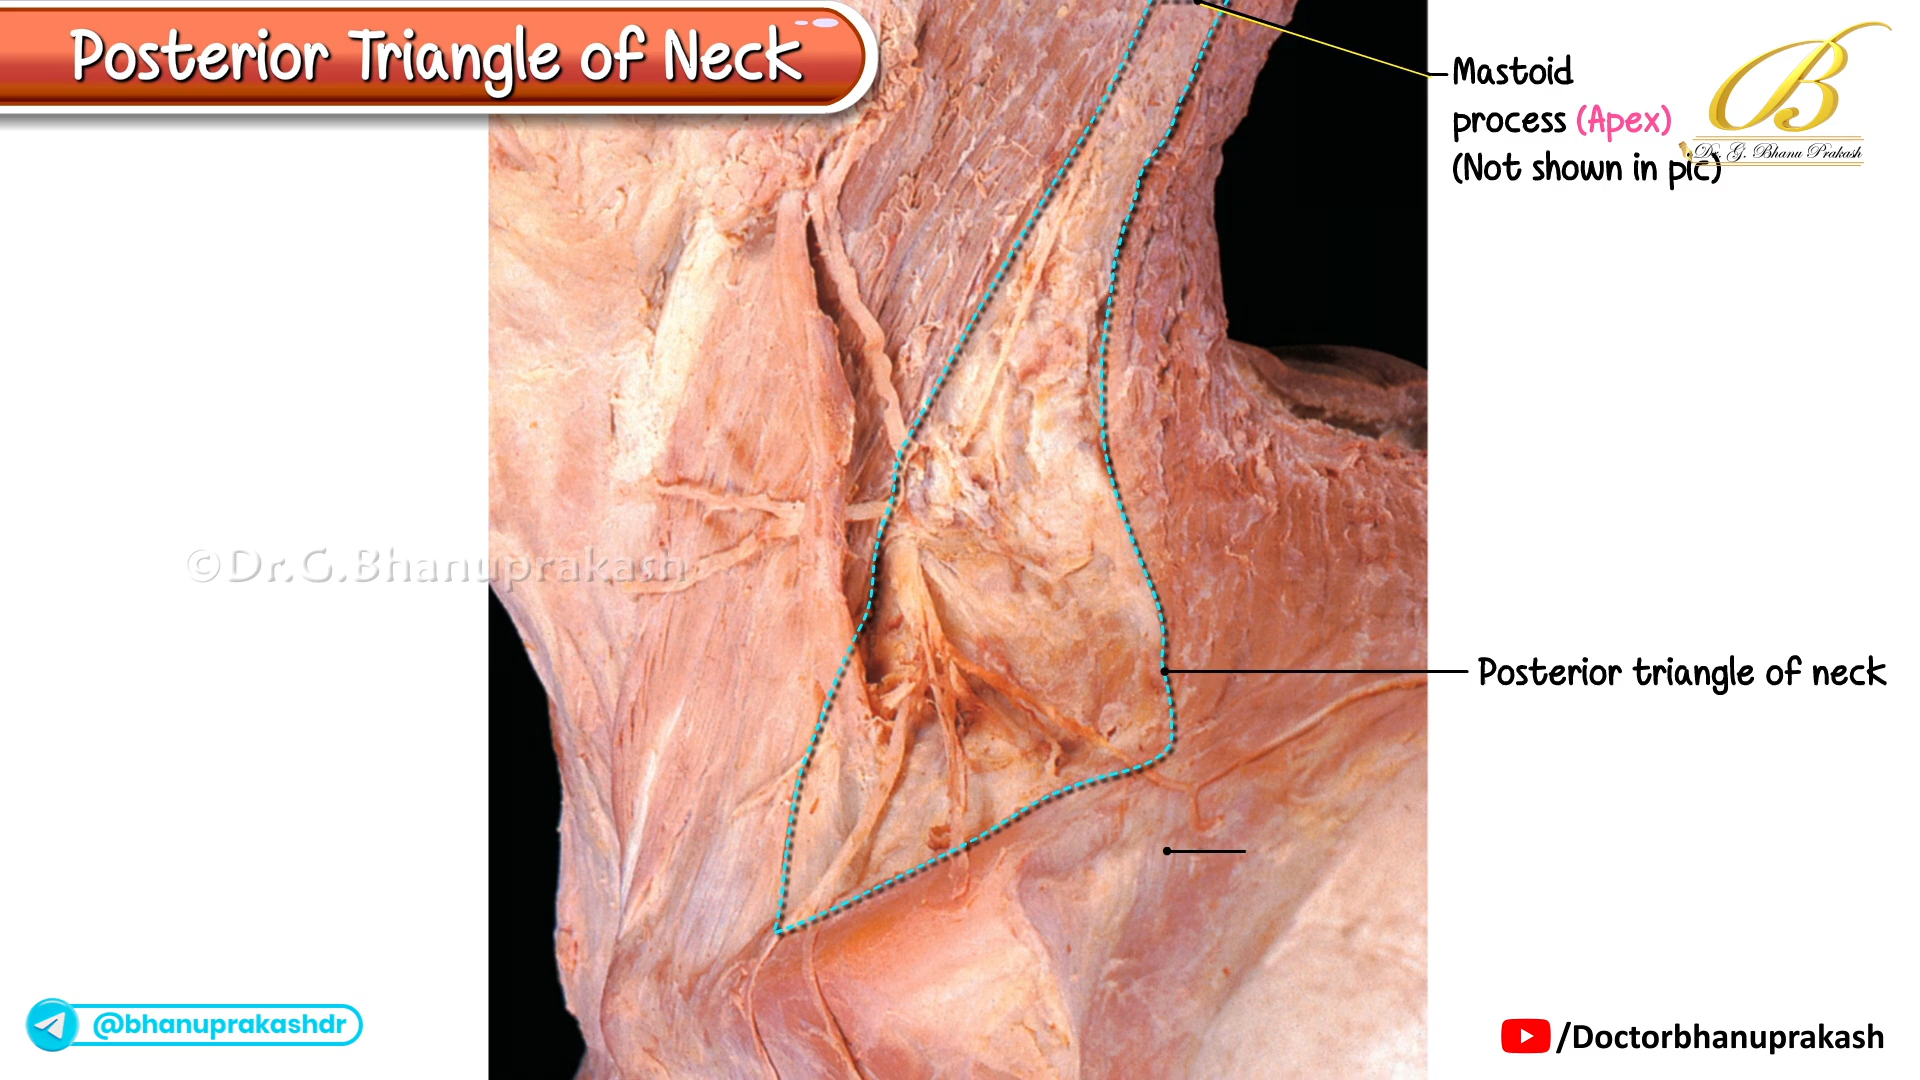 Posterior Triangle of Neck
Mastoid
process (Apex)
(Not shown in pic)
B
Dr. G. Bhanu Prakash
©Dr.G.Bhanuprakash
Posterior triangle of neck
@bhanuprakashdr
/Doctorbhanuprakash